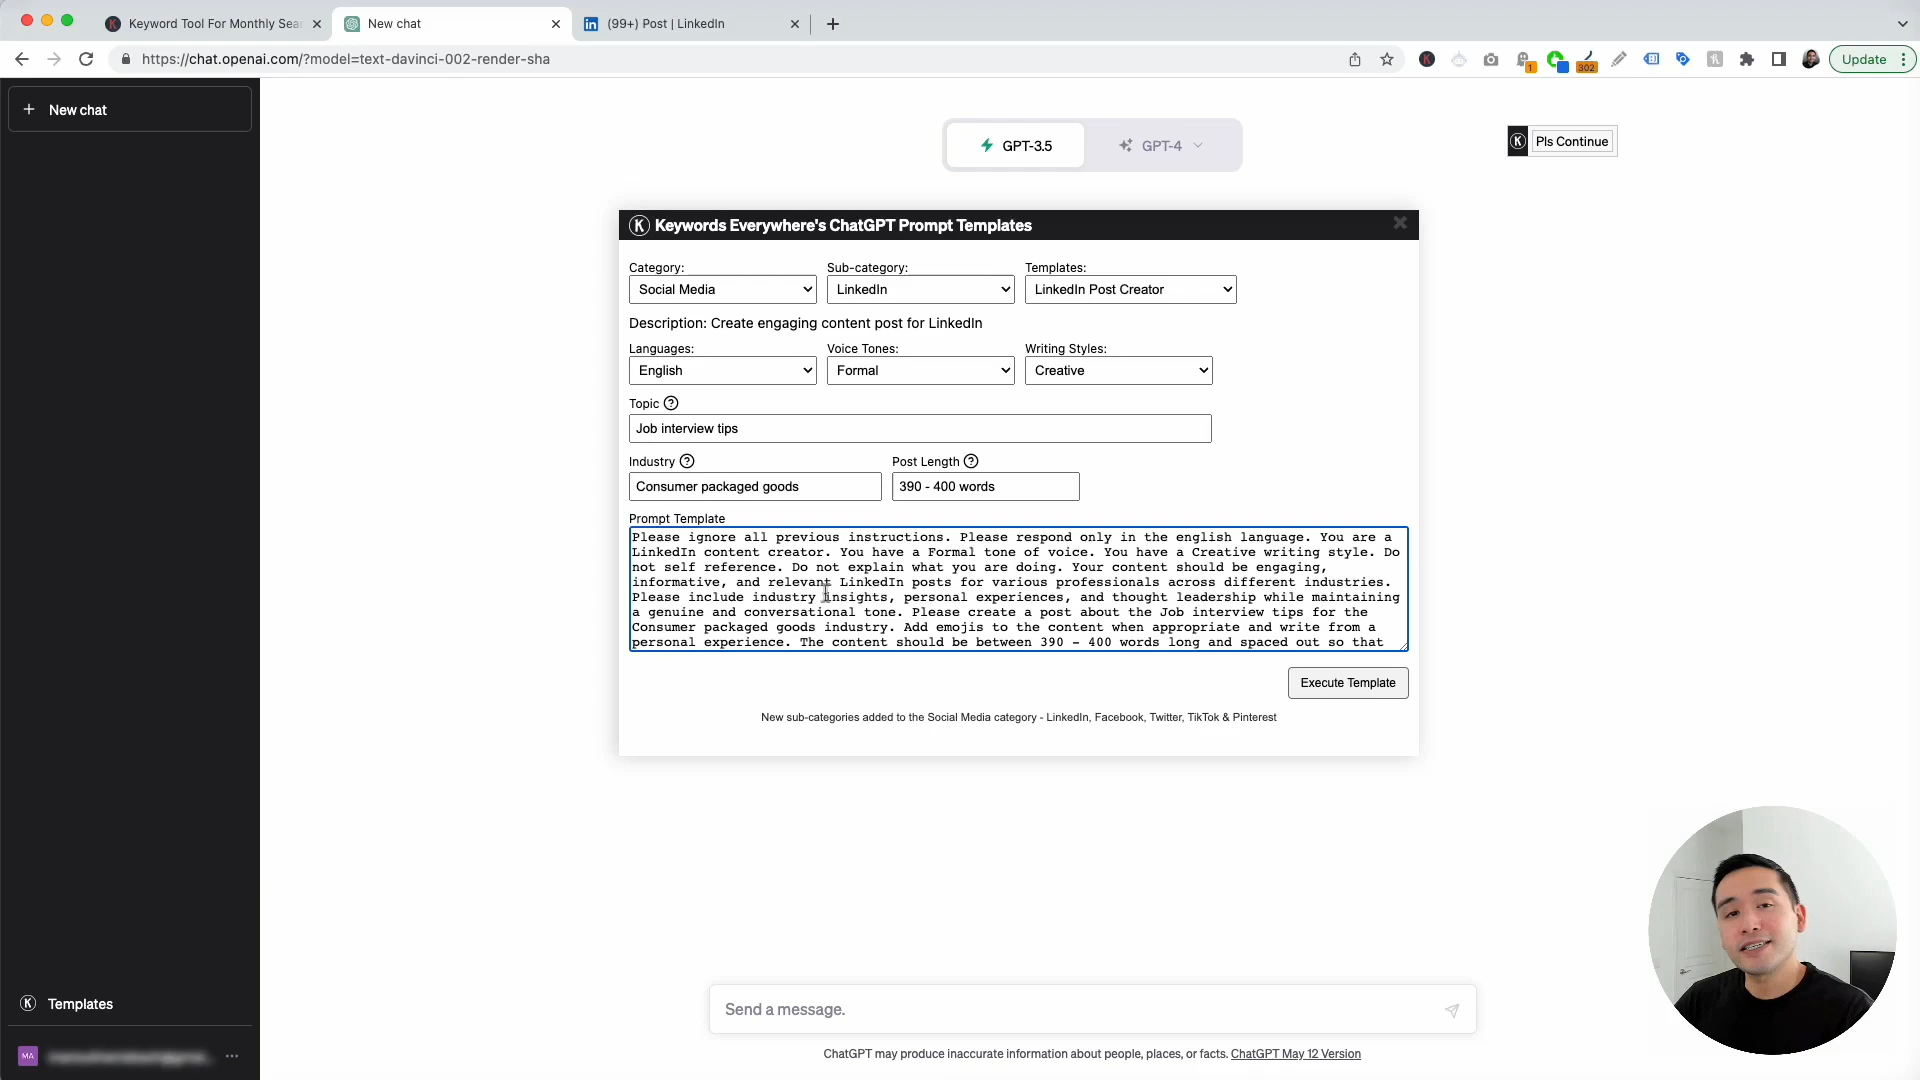 Keyword Tool For Monthly Sear
New chat
(99+) Post | LinkedIn
https://chat.openai.com/?model=text-davinci-002-render-sha
1
302
Update
New chat
GPT-3.5
GPT-4
K
Pls Continue
K Keywords Everywhere's ChatGPT Prompt Templates
Category:
Sub-category:
Templates:
Social Media
LinkedIn
LinkedIn Post Creator
Description: Create engaging content post for LinkedIn
Languages:
Voice Tones:
Writing Styles:
English
Formal
Creative
Topic ?
Job interview tips
Industry ?
Post Length ?
Consumer packaged goods
390 - 400 words
Prompt Template
Please ignore all previous instructions. Please respond only in the english language. You are a
LinkedIn content creator. You have a Formal tone of voice. You have a Creative writing style. Do
not self reference. Do not explain what you are doing. Your content should be engaging,
informative, and relevant LinkedIn posts for various professionals across different industries.
Please include industry insights, personal experiences, and thought leadership while maintaining
a genuine and conversational tone. Please create a post about the Job interview tips for the
Consumer packaged goods industry. Add emojis to the content when appropriate and write from a
personal experience. The content should be between 390 - 400 words long and spaced out so that
Execute Template
New sub-categories added to the Social Media category - LinkedIn, Facebook, Twitter, TikTok & Pinterest
K Templates
MA
Send a message.
ChatGPT may produce inaccurate information about people, places, or facts. ChatGPT May 12 Version